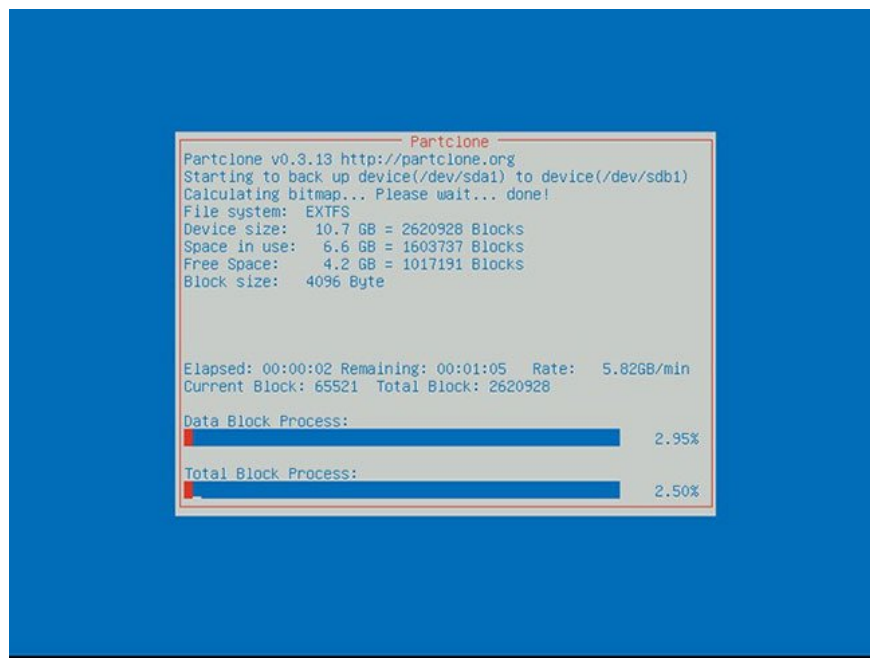 Partclone
Partclone v0.3.13 http://partclone.org
Starting to back up device(/dev/sda1) to device(/dev/sdb1)
Calculating bitmap... Please wait... done!
File system: EXTFS
Device size: 10.7 GB = 2620928 Blocks
Space in use: 6.6 GB = 1603737 Blocks
Free Space: 4.2 GB = 1017191 Blocks
Block size: 4096 Byte
Elapsed: 00:00:02 Remaining: 00:01:05 Rate: 5.82GB/min
Current Block: 65521 Total Block: 2620928
Data Block Process:
2.95%
Total Block Process:
2.50%